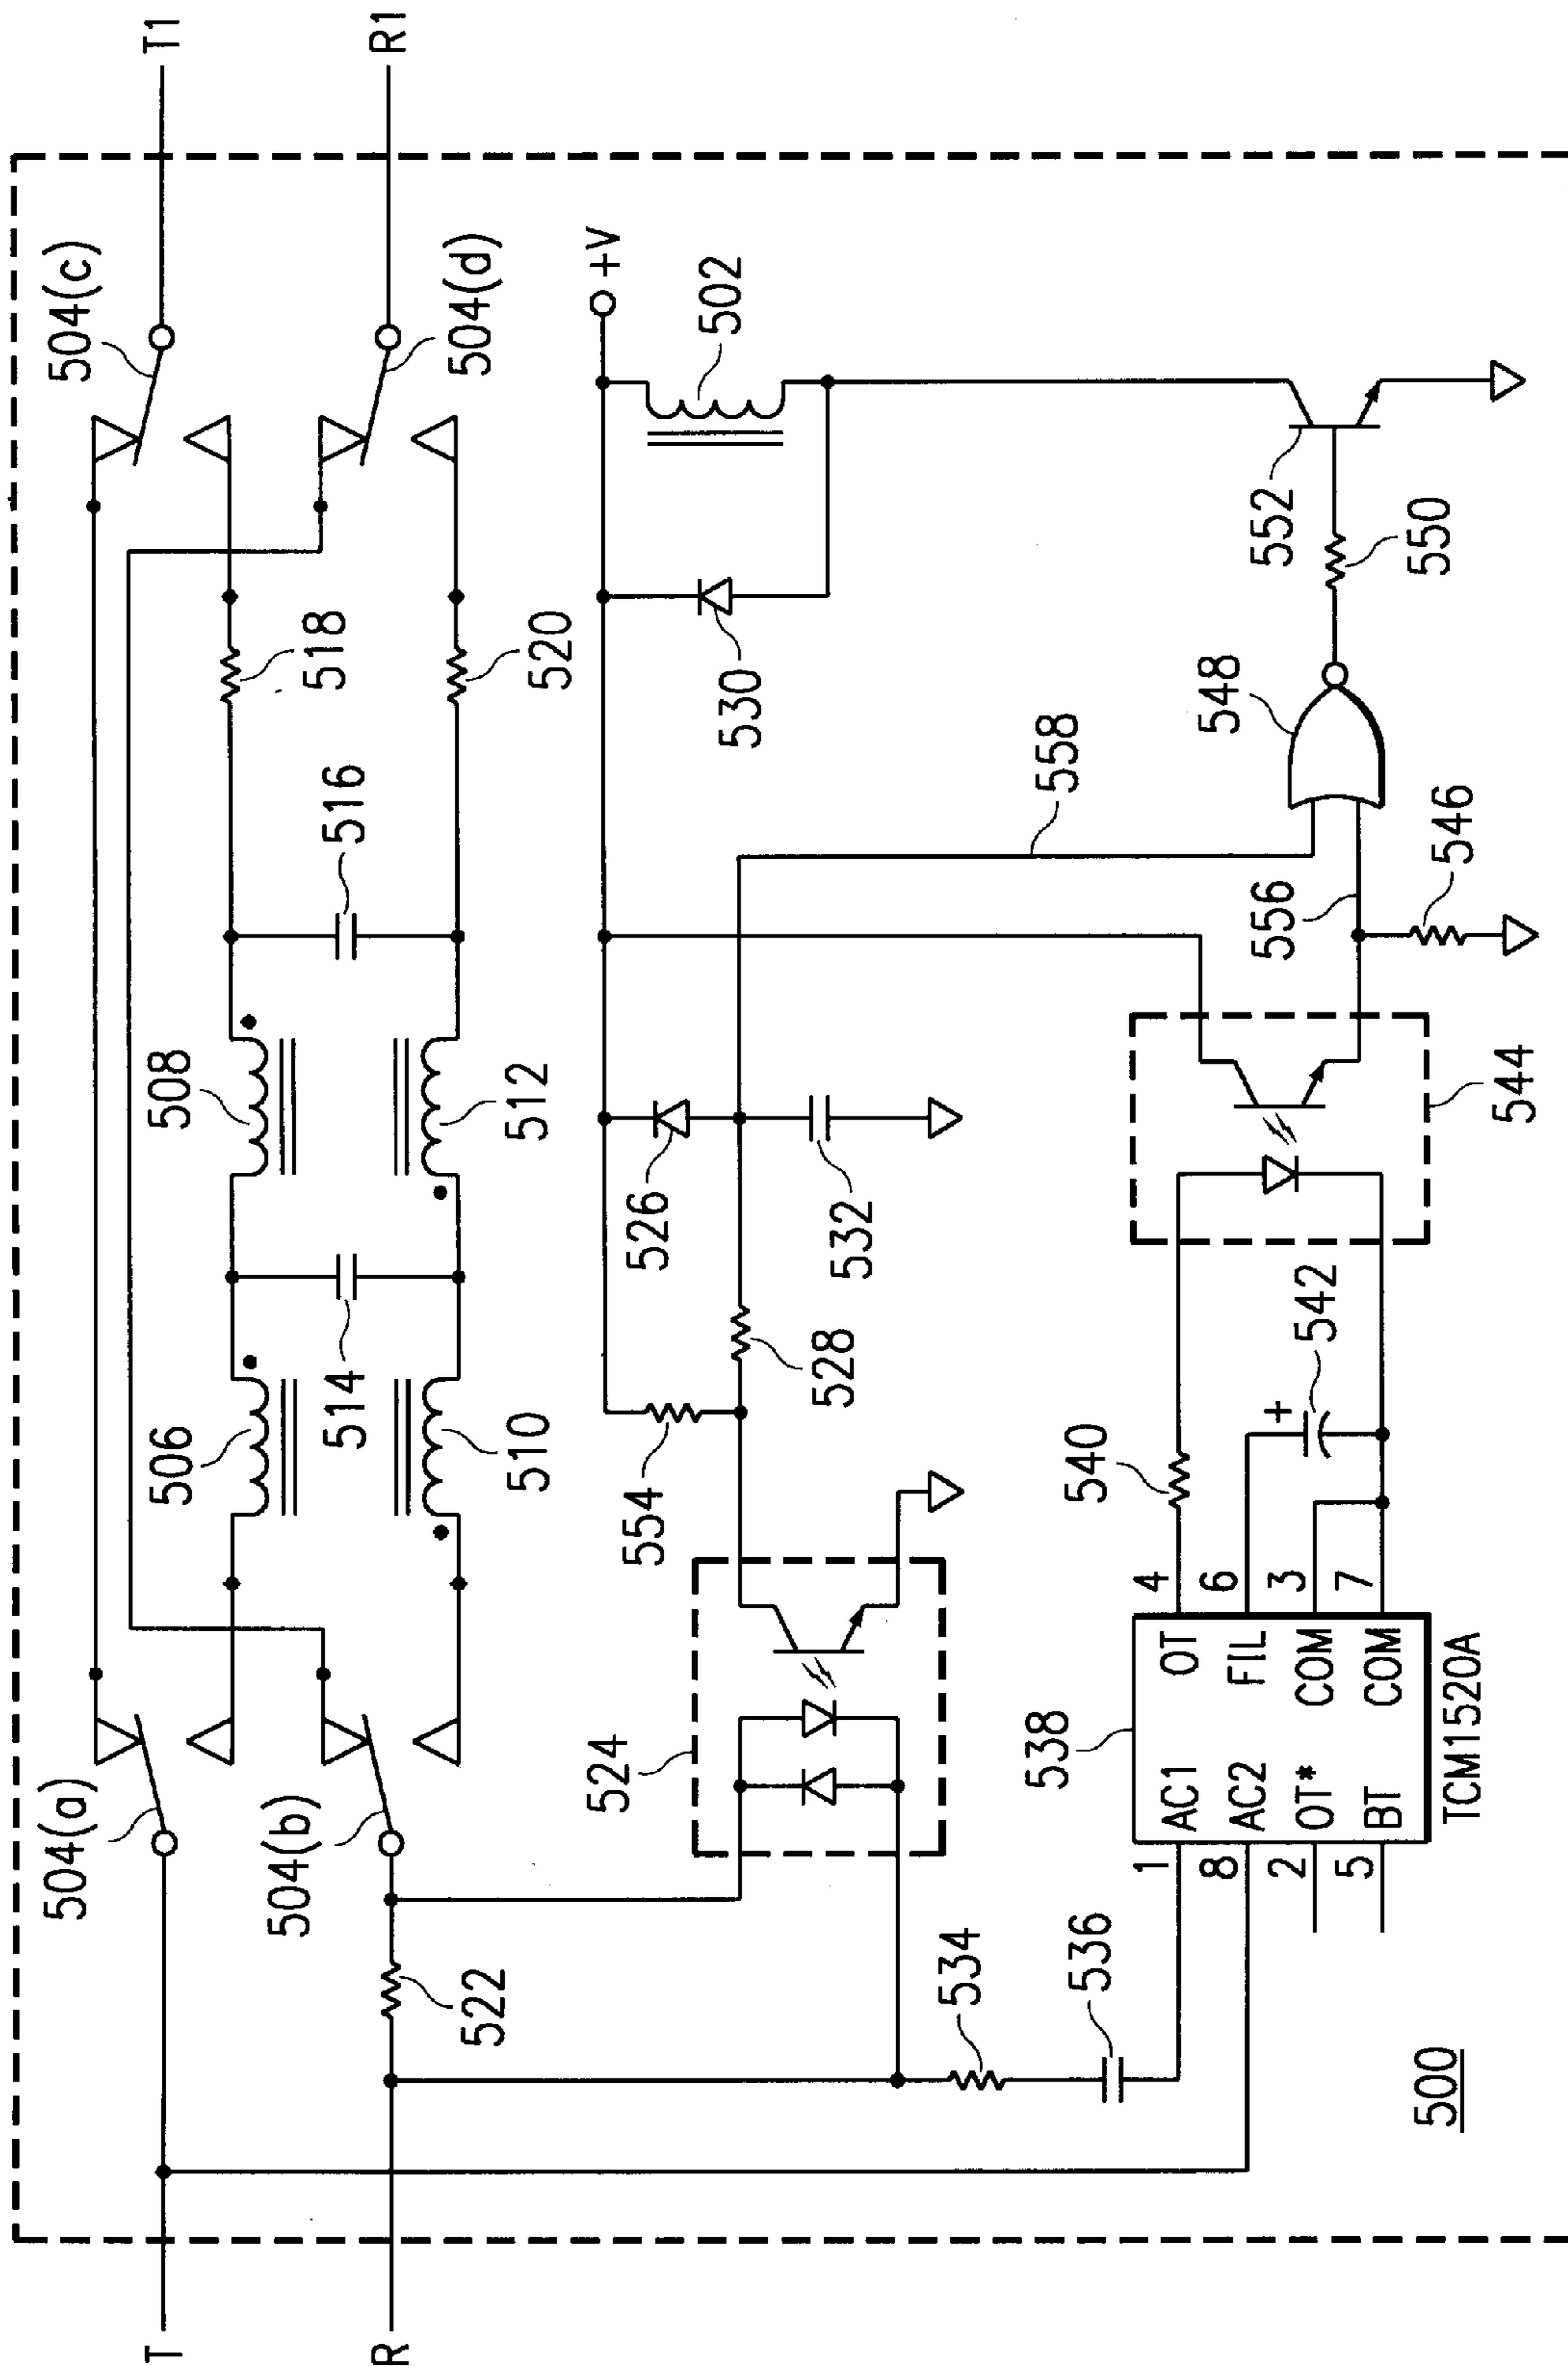 T1
R1
504(c)
504(d)
+V
502
518
520
530
552
550
548
516
558
546
556
508
512
526
532
544
514
528
542
506
510
554
540
524
504(a)
504(b)
522
534
536
538
4
6
3
7
OT
FIL
COM
COM
AC1
AC2
OT*
BT
1
8
2
5
TCM1520A
T
R
500